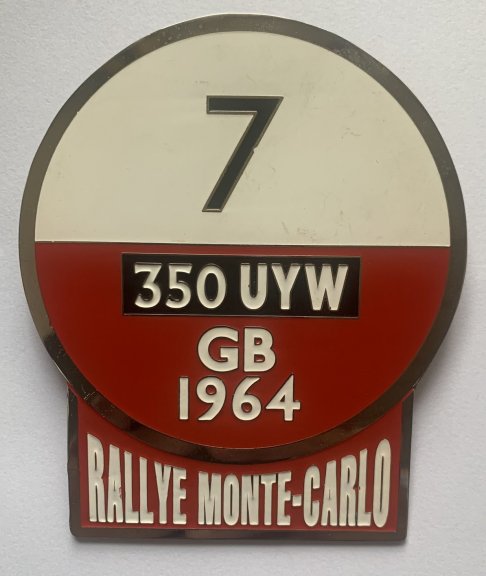 7
350 UYW
GB
1964
RALLYE MONTE-CARLO